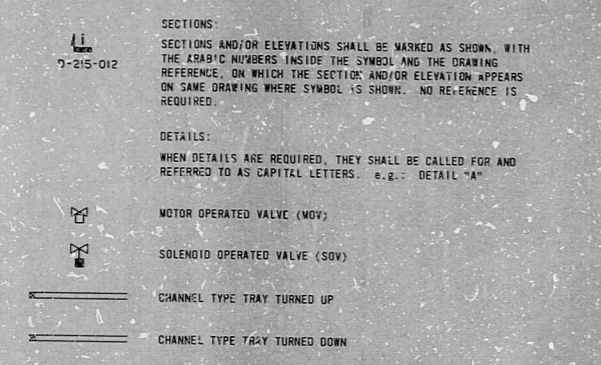 SECTIONS:
SECTIONS AND/OR ELEVATIONS SHALL BE MARKED AS SHOWN, WITH
THE ARABIC NUMBERS INSIDE THE SYMBOL AND THE DRAWING
REFERENCE, ON WHICH THE SECTION AND/OR ELEVATION APPEARS
ON SAME DRAWING WHERE SYMBOL IS SHOWN. NO REFERENCE IS
REQUIRED.
D-215-012
DETAILS:
WHEN DETAILS ARE REQUIRED, THEY SHALL BE CALLED FOR AND
REFERRED TO AS CAPITAL LETTERS. e.g.: DETAIL "A"
MOTOR OPERATED VALVE (MOV)
SOLENOID OPERATED VALVE (SOV)
CHANNEL TYPE TRAY TURNED UP
CHANNEL TYPE TRAY TURNED DOWN